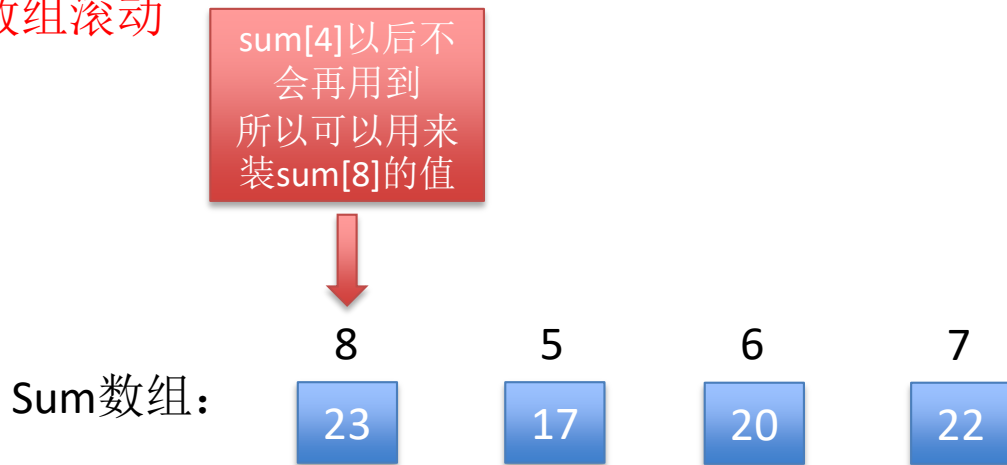 数组滚动
sum[4]以后不
会再用到
所以可以用来
装sum[8]的值
8 5 6 7
Sum数组：
23 17 20 22